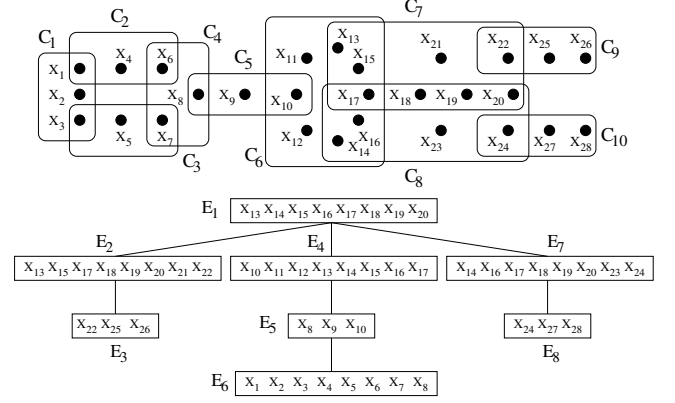 C7
C2
C1
C4
C5
C9
X13
X21
X22
X25
X26
X4
X6
X11
X15
X1
X2
X8
X9
X10
X17
X18
X19
X20
X3
X5
X7
X12
X16
X14
X23
X24
X27
X28
C10
C3
C6
C8
E1
X13 X14 X15 X16 X17 X18 X19 X20
E2
E4
E7
X13 X15 X17 X18 X19 X20 X21 X22
X10 X11 X12 X13 X14 X15 X16 X17
X14 X16 X17 X18 X19 X20 X23 X24
X22 X25 X26
E5
X8 X9 X10
X24 X27 X28
E3
E8
E6
X1 X2 X3 X4 X5 X6 X7 X8